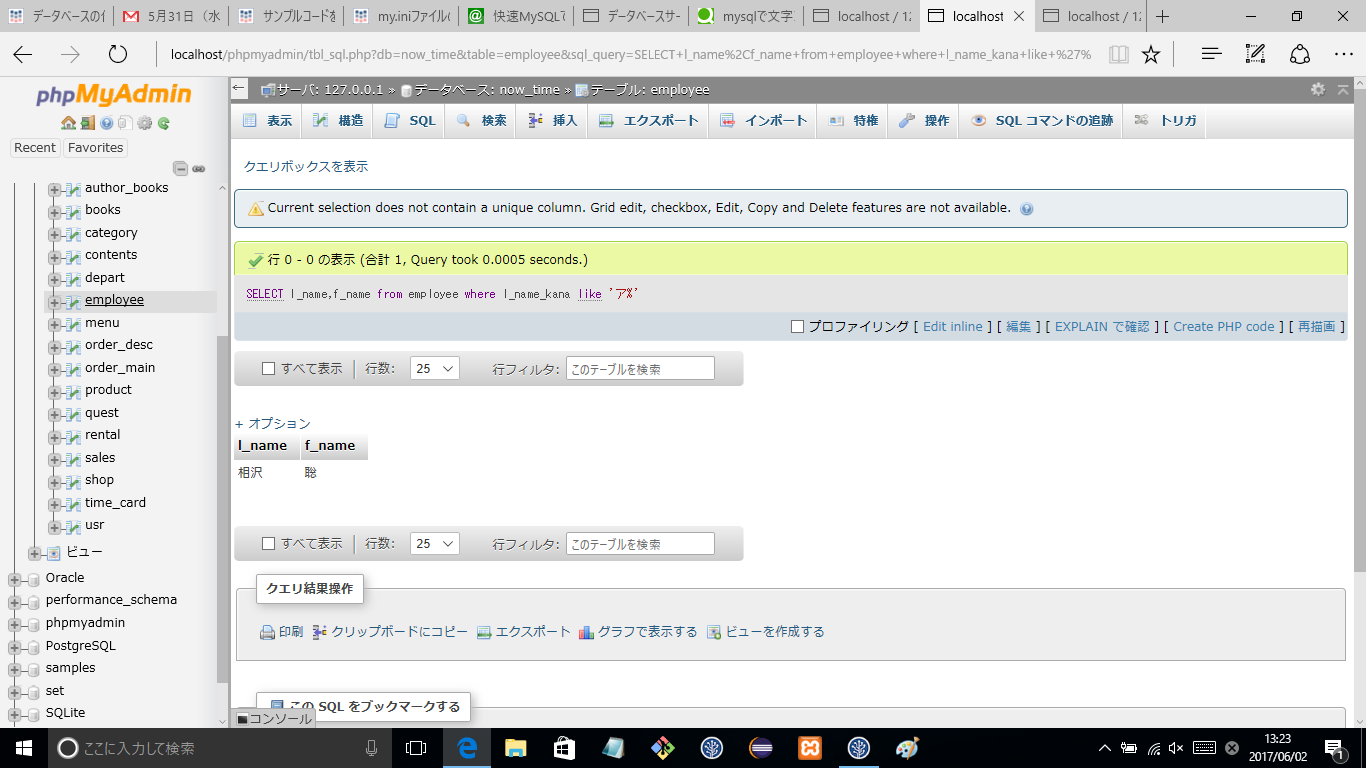 データベースの作
5月31日（水
サンプルコードを
my.iniファイルの
快速MySQLで
データベースサー
mysqlで文字
localhost / 12
localhost
localhost / 12
localhost/phpmyadmin/tbl_sql.php?db=now_time&table=employee&sql_query=SELECT+l_name%2Cf_name+from+employee+where+l_name_kana+like+%27%
phpMyAdmin
Recent Favorites
author_books
books
category
contents
depart
employee
menu
order_desc
order_main
product
quest
rental
sales
shop
time_card
usr
ビュー
Oracle
performance_schema
phpmyadmin
PostgreSQL
samples
set
SQLite
サーバ: 127.0.0.1 » データベース: now_time » テーブル: employee
表示 構造 SQL 検索 挿入 エクスポート インポート 特権 操作 SQL コマンドの追跡 トリガ
クエリボックスを表示
Current selection does not contain a unique column. Grid edit, checkbox, Edit, Copy and Delete features are not available.
行 0 - 0 の表示 (合計 1, Query took 0.0005 seconds.)
SELECT l_name,f_name from employee where l_name_kana like 'ア%'
プロファイリング [ Edit inline ] [ 編集 ] [ EXPLAIN で確認 ] [ Create PHP code ] [ 再描画 ]
すべて表示 行数: 25 行フィルタ: このテーブルを検索
+ オプション
l_name f_name
相沢 聡
すべて表示 行数: 25 行フィルタ: このテーブルを検索
クエリ結果操作
印刷 クリップボードにコピー エクスポート グラフで表示する ビューを作成する
この SQL をブックマークする
コンソール
ここに入力して検索
13:23
2017/06/02
1